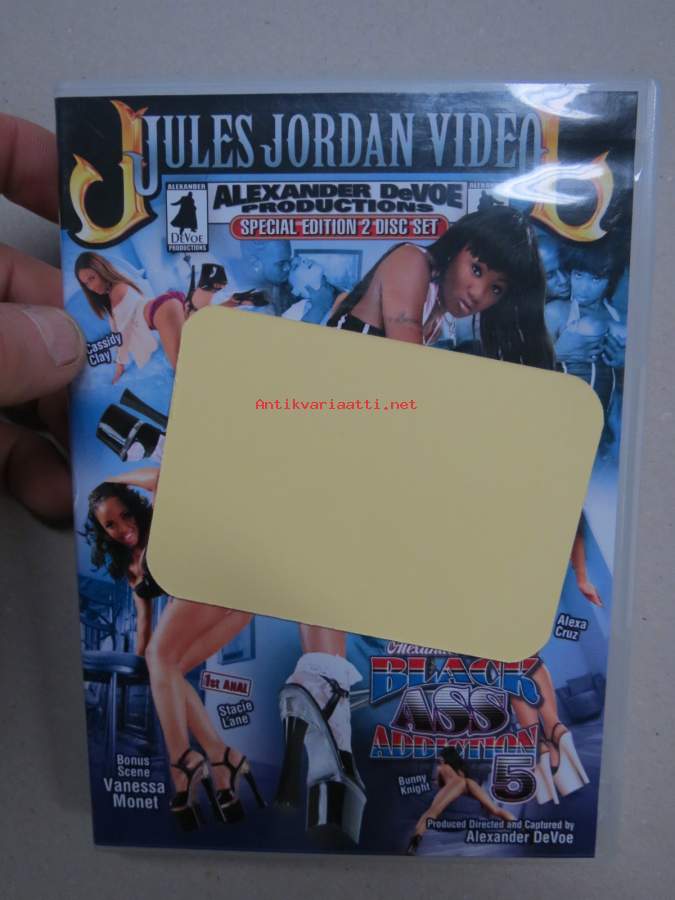 JULES JORDAN VIDEO
ALEXANDER
DEVOE
PRODUCTIONS
ALEXANDER DeVOE
PRODUCTIONS
SPECIAL EDITION 2 DISC SET
Cassidy
Clay
Antikvariaatti.net
Alexa
Cruz
BLACK
ASS
ADDICTION
5
1st ANAL
Stacie
Lane
Bonus
Scene
Vanessa
Monet
Bunny
Knight
Produced Directed and Captured by
Alexander DeVoe